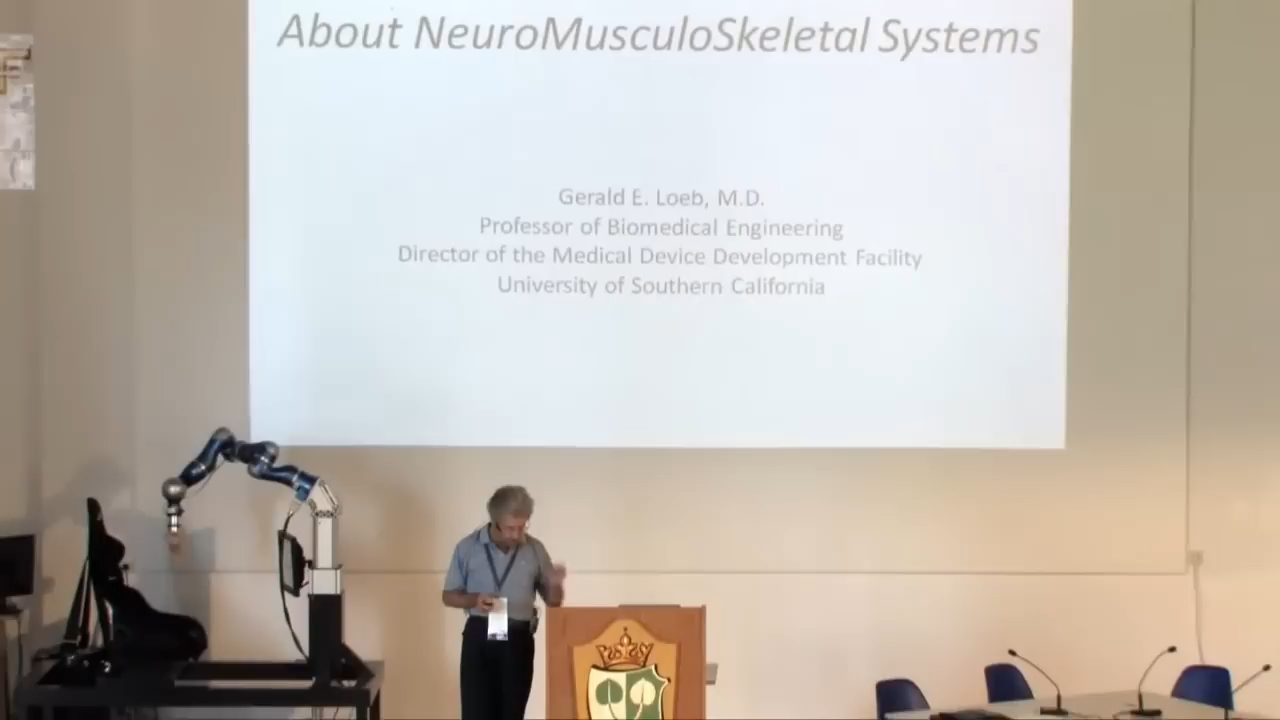 About NeuroMusculoSkeletal Systems
Gerald E. Loeb, M.D.
Professor of Biomedical Engineering
Director of the Medical Device Development Facility
University of Southern California